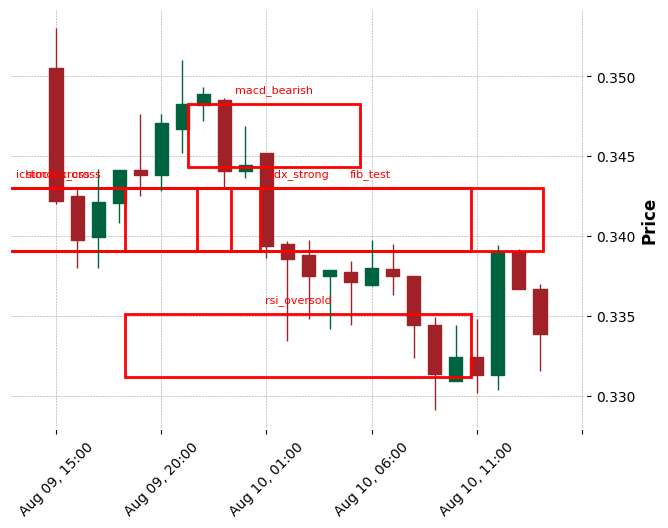 macd_bearish
0.350
0.345
adx_strong
fib_test
0.340
Price
rsi_oversold
0.335
0.330
Aug 09, 15:00
Aug 09, 20:00
Aug 10, 01:00
Aug 10, 06:00
Aug 10, 11:00